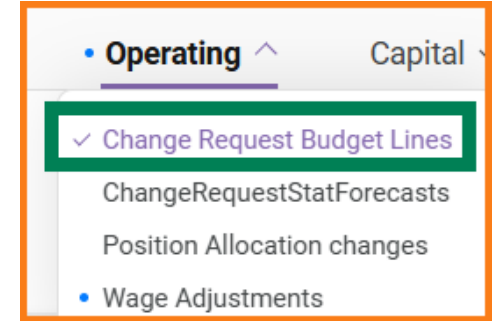 Operating Capital
Change Request Budget Lines
ChangeRequestStatForecasts
Position Allocation changes
Wage Adjustments